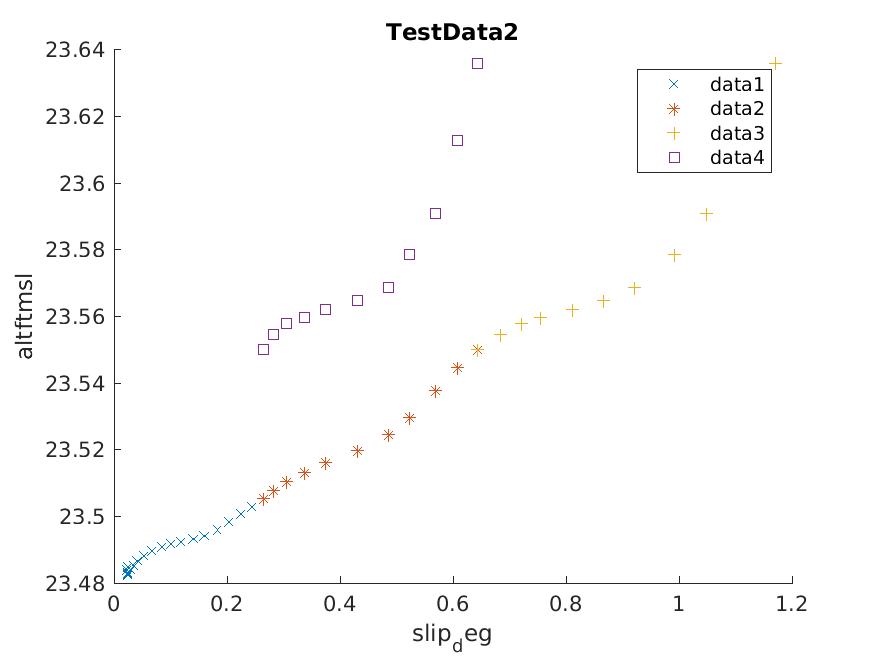 TestData2
23.64
23.62
23.6
23.58
23.56
23.54
23.52
23.5
23.48
altftmsl
data1
data2
data3
data4
0 0.2 0.4 0.6 0.8 1 1.2
slip_deg